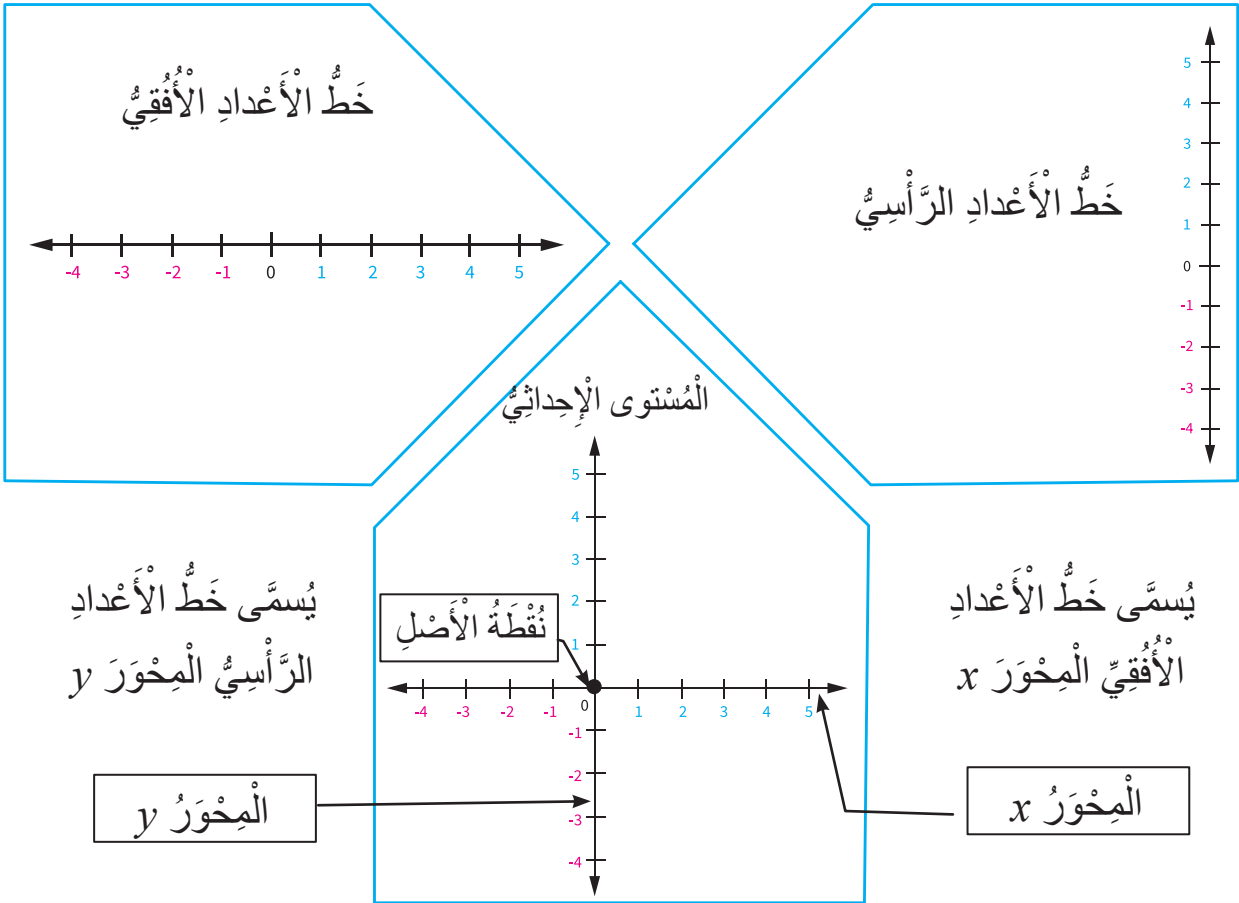 خَطُّ الْأَعْدادِ الْأُفُقِيُّ
-4 -3 -2 -1 0 1 2 3 4 5
خَطُّ الْأَعْدادِ الرَّأْسِيُّ
5
4
3
2
1
0
-1
-2
-3
-4
الْمُسْتوى الْإِحِداثِيُّ
5
4
3
2
1
نُقْطَةُ الْأَصْلِ
0
-4 -3 -2 -1 1 2 3 4 5
-1
-2
-3
-4
يُسمَّى خَطُّ الْأَعْدادِ
الْأُفُقِيِّ الْمِحْوَرَ x
الْمِحْوَرُ x
يُسمَّى خَطُّ الْأَعْدادِ
الرَّأْسِيُّ الْمِحْوَرَ y
الْمِحْوَرُ y